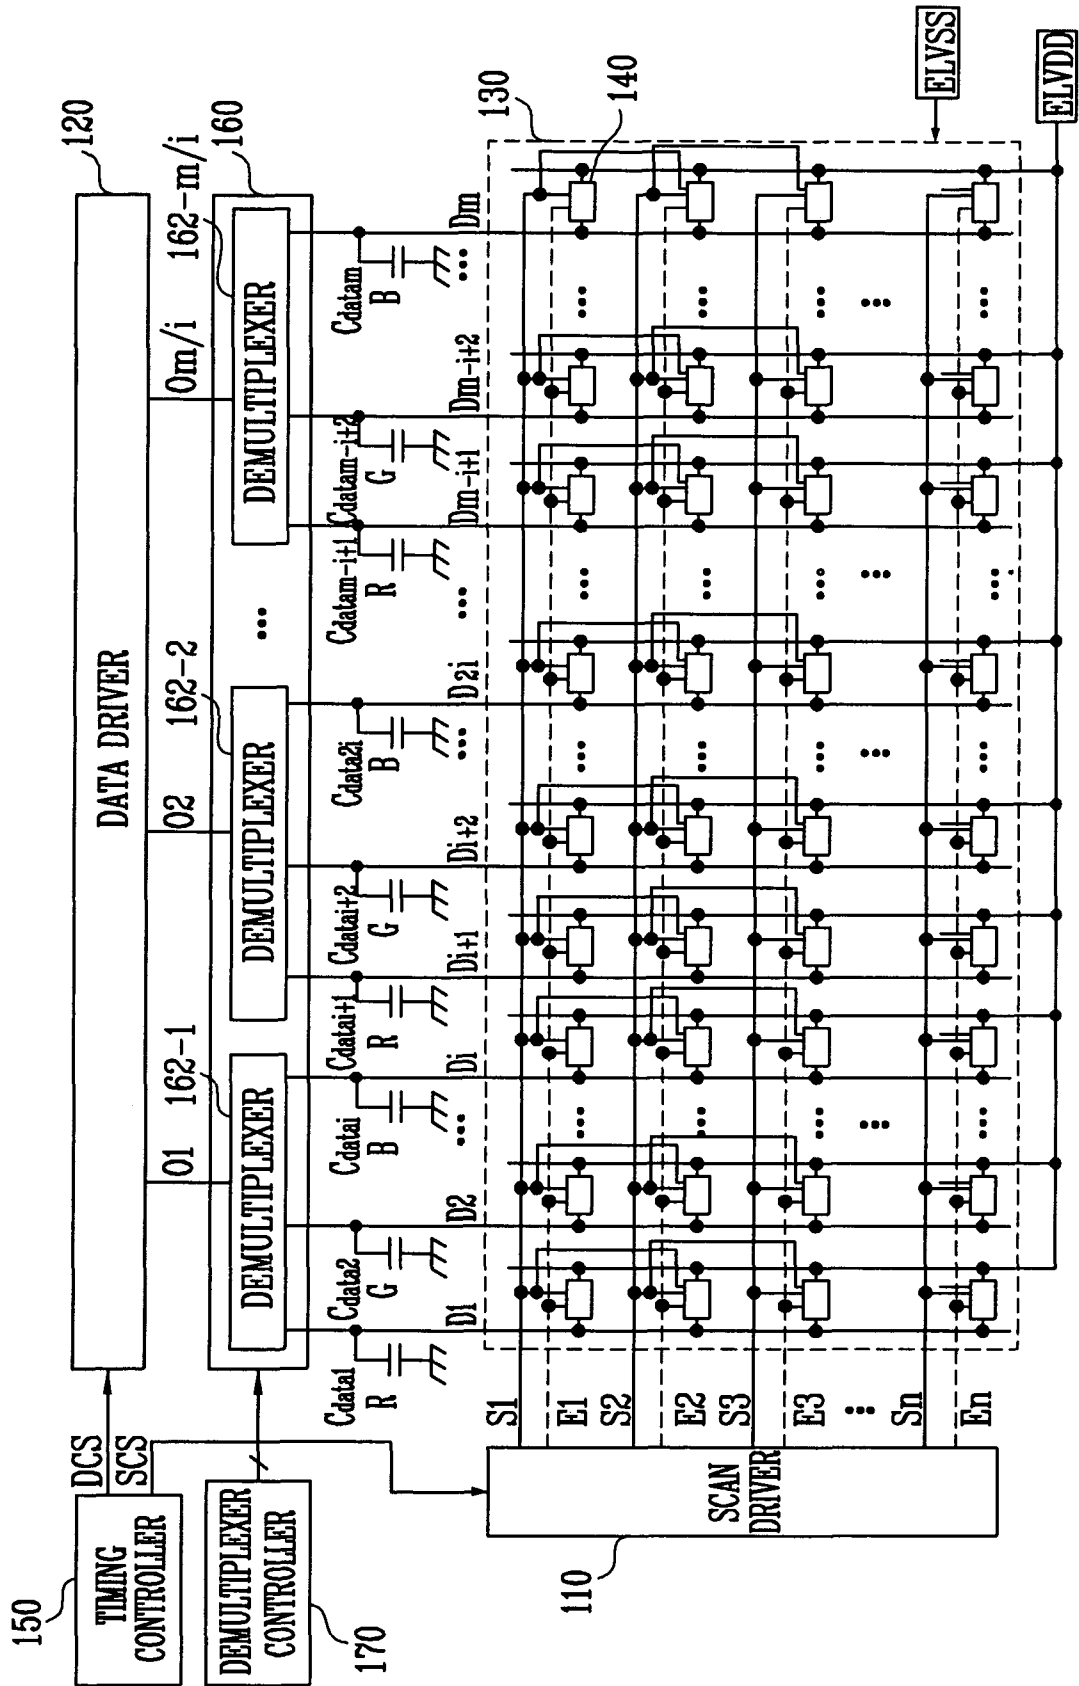 150
TIMING
CONTROLLER
DCS
SCS
DEMULTIPLEXER
CONTROLLER
170
DATA DRIVER
120
O1
O2
Om/i
162-1
162-2
162-m/i
160
DEMULTIPLEXER
DEMULTIPLEXER
•••
DEMULTIPLEXER
Cdata1
R
Cdata2
G
Cdatai
B
Cdatai+1
R
Cdatai+2
G
Cdata2i
B
Cdatam-i+1
R
Cdatam-i+2
G
Cdatam
B
D1
D2
•••
Di
Di+1
Di+2
•••
D2i
•••
Dm-i+1
Dm-i+2
•••
Dm
130
140
S1
E1
S2
E2
S3
E3
•••
Sn
En
SCAN
DRIVER
110
ELVSS
ELVDD